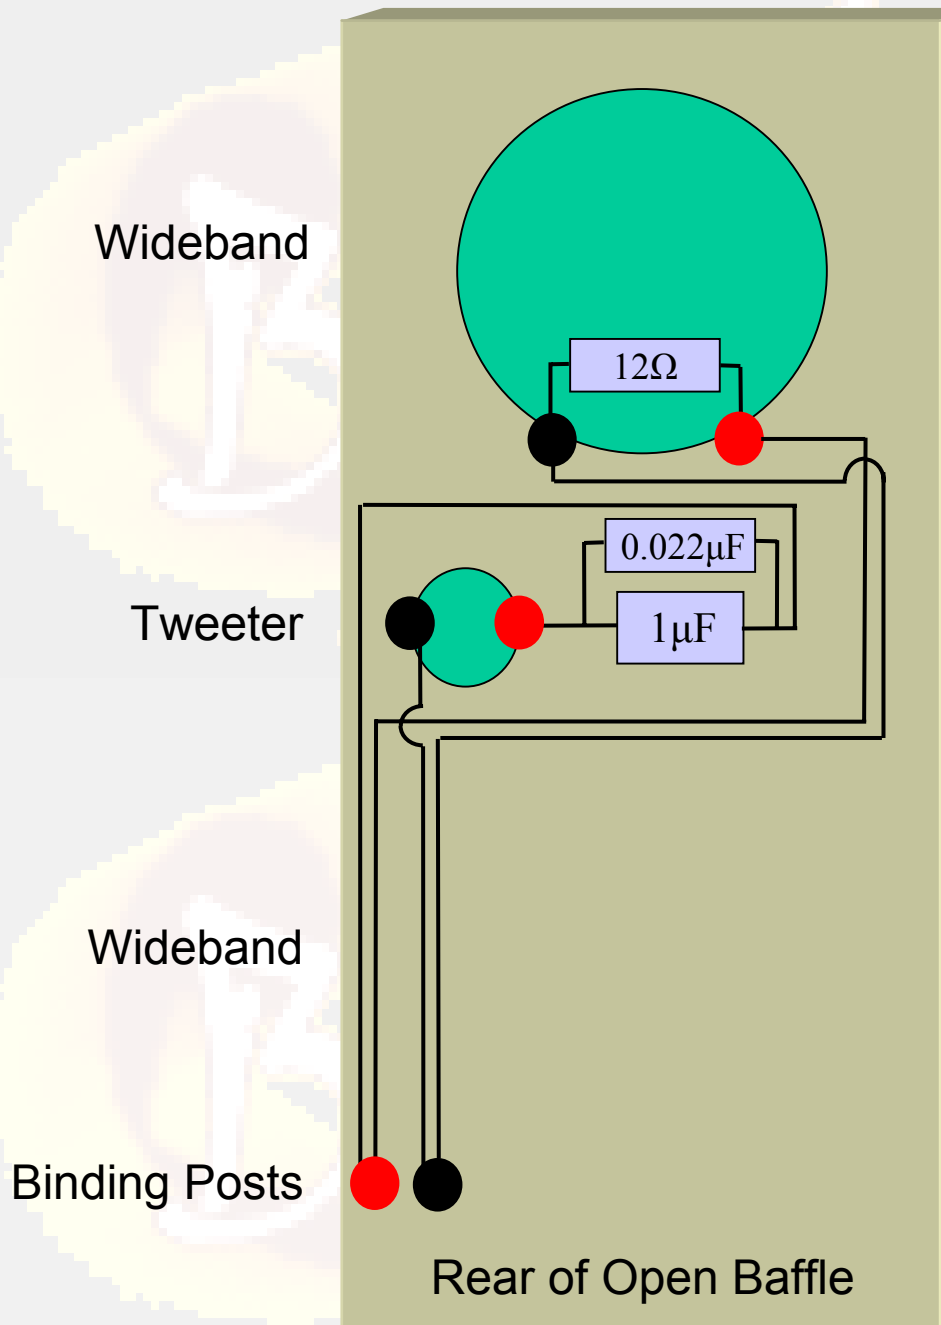 Wideband
12Ω
0.022μF
Tweeter
1μF
Wideband
Binding Posts
Rear of Open Baffle